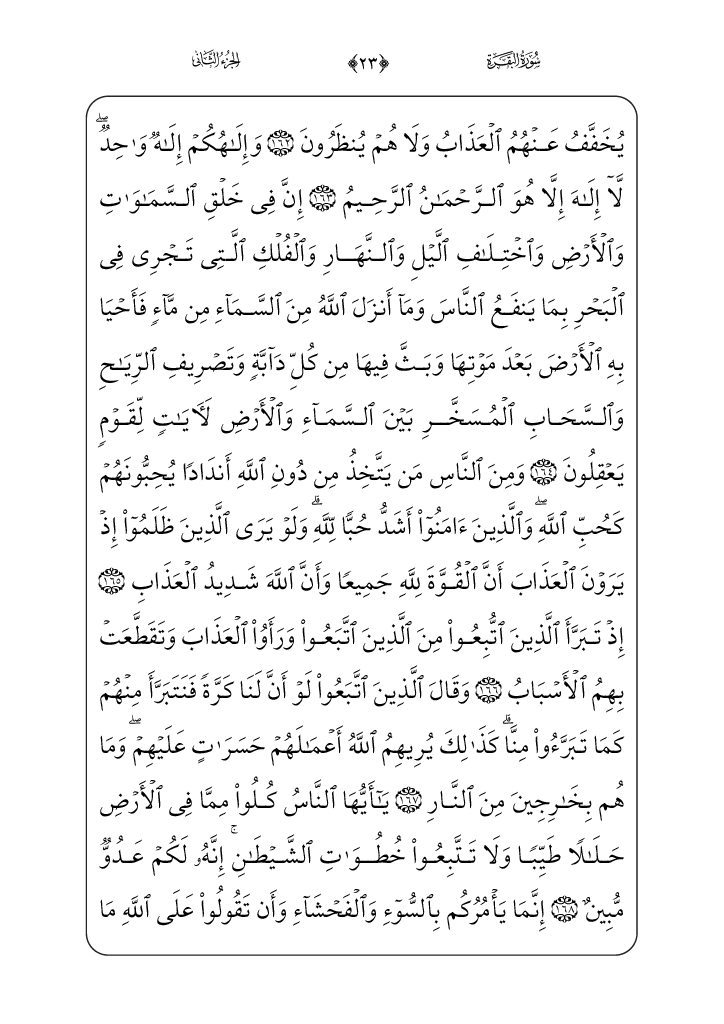 سُورَةُ البَقَرَةِ ﴿٢٣﴾ الجزءُ الثَّانِي
يُخَفَّفُ عَنْهُمُ ٱلْعَذَابُ وَلَا هُمْ يُنظَرُونَ ١٦٢ وَإِلَـٰهُكُمْ إِلَـٰهٌ وَٰحِدٌ ۖ
لَّآ إِلَـٰهَ إِلَّا هُوَ ٱلرَّحْمَـٰنُ ٱلرَّحِيمُ ١٦٣ إِنَّ فِى خَلْقِ ٱلسَّمَـٰوَٰتِ
وَٱلْأَرْضِ وَٱخْتِلَـٰفِ ٱلَّيْلِ وَٱلنَّهَارِ وَٱلْفُلْكِ ٱلَّتِى تَجْرِى فِى
ٱلْبَحْرِ بِمَا يَنفَعُ ٱلنَّاسَ وَمَآ أَنزَلَ ٱللَّهُ مِنَ ٱلسَّمَآءِ مِن مَّآءٍ فَأَحْيَا
بِهِ ٱلْأَرْضَ بَعْدَ مَوْتِهَا وَبَثَّ فِيهَا مِن كُلِّ دَآبَّةٍ وَتَصْرِيفِ ٱلرِّيَـٰحِ
وَٱلسَّحَابِ ٱلْمُسَخَّرِ بَيْنَ ٱلسَّمَآءِ وَٱلْأَرْضِ لَـَٔايَـٰتٍ لِّقَوْمٍ
يَعْقِلُونَ ١٦٤ وَمِنَ ٱلنَّاسِ مَن يَتَّخِذُ مِن دُونِ ٱللَّهِ أَندَادًا يُحِبُّونَهُمْ
كَحُبِّ ٱللَّهِ ۖ وَٱلَّذِينَ ءَامَنُوٓا۟ أَشَدُّ حُبًّا لِّلَّهِ ۗ وَلَوْ يَرَى ٱلَّذِينَ ظَلَمُوٓا۟ إِذْ
يَرَوْنَ ٱلْعَذَابَ أَنَّ ٱلْقُوَّةَ لِلَّهِ جَمِيعًا وَأَنَّ ٱللَّهَ شَدِيدُ ٱلْعَذَابِ ١٦٥
إِذْ تَبَرَّأَ ٱلَّذِينَ ٱتُّبِعُوا۟ مِنَ ٱلَّذِينَ ٱتَّبَعُوا۟ وَرَأَوُا۟ ٱلْعَذَابَ وَتَقَطَّعَتْ
بِهِمُ ٱلْأَسْبَابُ ١٦٦ وَقَالَ ٱلَّذِينَ ٱتَّبَعُوا۟ لَوْ أَنَّ لَنَا كَرَّةً فَنَتَبَرَّأَ مِنْهُمْ
كَمَا تَبَرَّءُوا۟ مِنَّا ۗ كَذَٰلِكَ يُرِيهِمُ ٱللَّهُ أَعْمَـٰلَهُمْ حَسَرَٰتٍ عَلَيْهِمْ ۖ وَمَا
هُم بِخَـٰرِجِينَ مِنَ ٱلنَّارِ ١٦٧ يَـٰٓأَيُّهَا ٱلنَّاسُ كُلُوا۟ مِمَّا فِى ٱلْأَرْضِ
حَلَـٰلًا طَيِّبًا وَلَا تَتَّبِعُوا۟ خُطُوَٰتِ ٱلشَّيْطَـٰنِ ۚ إِنَّهُۥ لَكُمْ عَدُوٌّ
مُّبِينٌ ١٦٨ إِنَّمَا يَأْمُرُكُم بِٱلسُّوٓءِ وَٱلْفَحْشَآءِ وَأَن تَقُولُوا۟ عَلَى ٱللَّهِ مَا